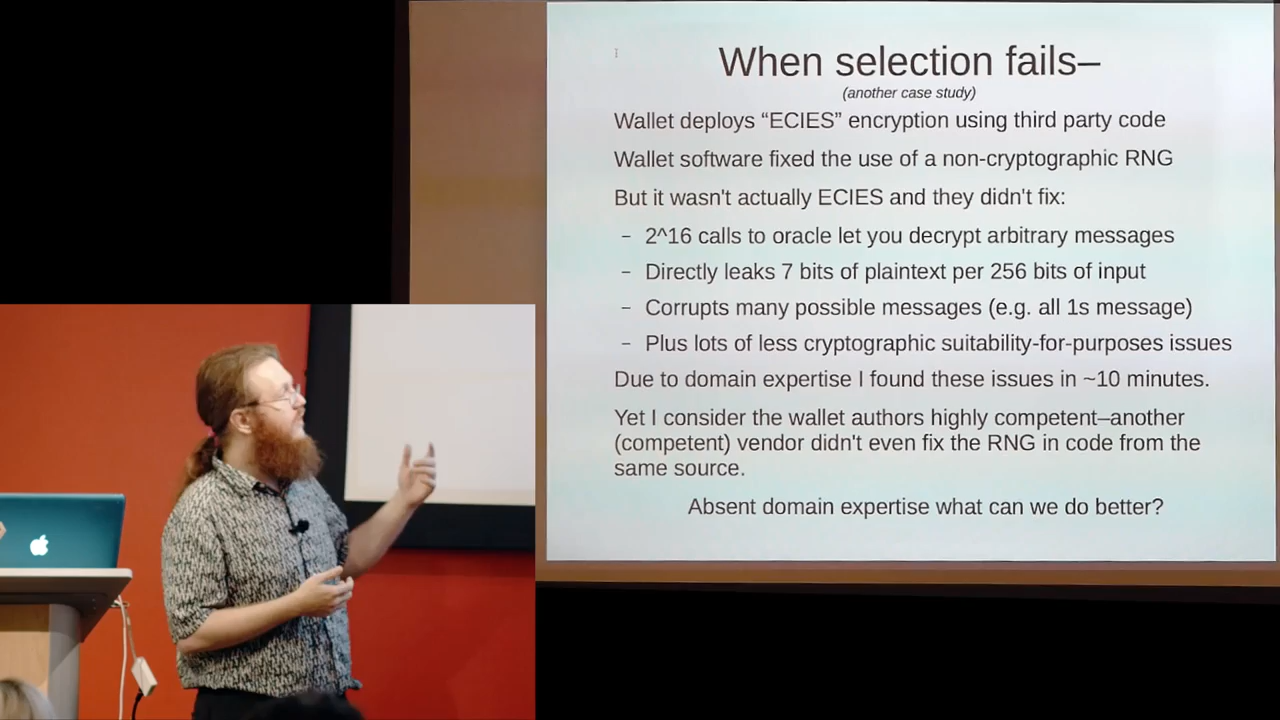 When selection fails–
(another case study)
Wallet deploys “ECIES” encryption using third party code
Wallet software fixed the use of a non-cryptographic RNG
But it wasn't actually ECIES and they didn't fix:
– 2^16 calls to oracle let you decrypt arbitrary messages
– Directly leaks 7 bits of plaintext per 256 bits of input
– Corrupts many possible messages (e.g. all 1s message)
– Plus lots of less cryptographic suitability-for-purposes issues
Due to domain expertise I found these issues in ~10 minutes.
Yet I consider the wallet authors highly competent–another
(competent) vendor didn't even fix the RNG in code from the
same source.
Absent domain expertise what can we do better?